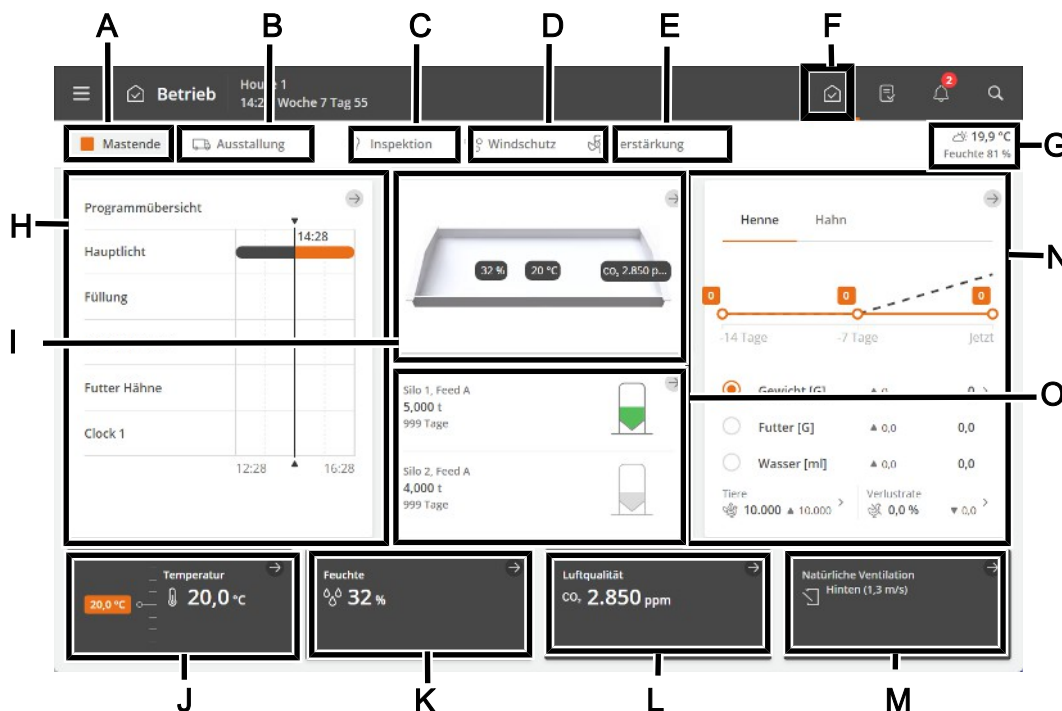 A
B
C
D
E
F
Betrieb
House 1
14:28 Woche 7 Tag 55
2
Mastende
Ausstallung
Inspektion
Windschutz
erstärkung
19,9 °C
Feuchte 81 %
G
H
Programmübersicht
14:28
Hauptlicht
Füllung
Futter Hähne
Clock 1
12:28
16:28
32 %
20 °C
CO₂ 2.850 p...
I
Silo 1, Feed A
5,000 t
999 Tage
Silo 2, Feed A
4,000 t
999 Tage
Henne Hahn
N
0 0 0
-14 Tage -7 Tage Jetzt
O
Gewicht [G] ▲ 0 0 >
Futter [G] ▲ 0,0 0,0
Wasser [ml] ▲ 0,0 0,0
Tiere
10.000 ▲ 10.000 >
Verlustrate
0,0 % ▼ 0,0 >
20,0 °C
Temperatur
20,0 °C
Feuchte
32 %
Luftqualität
CO₂ 2.850 ppm
Natürliche Ventilation
Hinten (1,3 m/s)
J
K
L
M